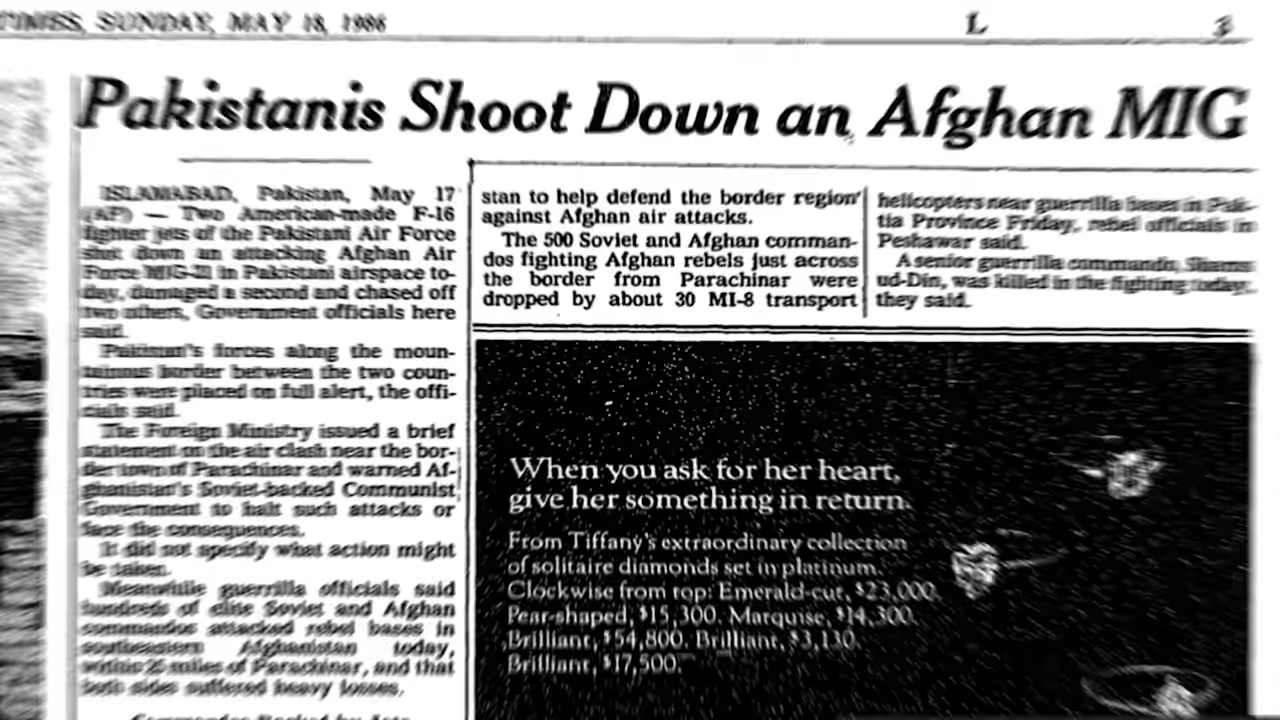 TIMES, SUNDAY, MAY 18, 1986 L 3
Pakistanis Shoot Down an Afghan MIG
ISLAMABAD, Pakistan, May 17
(AP) — Two American-made F-16
fighter jets of the Pakistani Air Force
shot down an attacking Afghan Air
Force MIG-21 in Pakistani airspace to-
day, damaged a second and chased off
two others, Government officials here
said.
Pakistan's forces along the moun-
tainous border between the two coun-
tries were placed on full alert, the offi-
cials said.
The Foreign Ministry issued a brief
statement on the air clash near the bor-
der town of Parachinar and warned Af-
ghanistan's Soviet-backed Communist
Government to halt such attacks or
face the consequences.
It did not specify what action might
be taken.
Meanwhile guerrilla officials said
hundreds of elite Soviet and Afghan
commandos attacked rebel bases in
southeastern Afghanistan today,
within 25 miles of Parachinar, and that
both sides suffered heavy losses.
stan to help defend the border region
against Afghan air attacks.
The 500 Soviet and Afghan comman-
dos fighting Afghan rebels just across
the border from Parachinar were
dropped by about 30 MI-8 transport
helicopters near guerrilla bases in Pak-
tia Province Friday, rebel officials in
Peshawar said.
A senior guerrilla commando, Shams
ud-Din, was killed in the fighting today,
they said.
When you ask for her heart,
give her something in return.
From Tiffany's extraordinary collection
of solitaire diamonds set in platinum.
Clockwise from top: Emerald-cut, $23,000.
Pear-shaped, $15,300. Marquise, $14,300.
Brilliant, $54,800. Brilliant, $3,130.
Brilliant, $17,500.